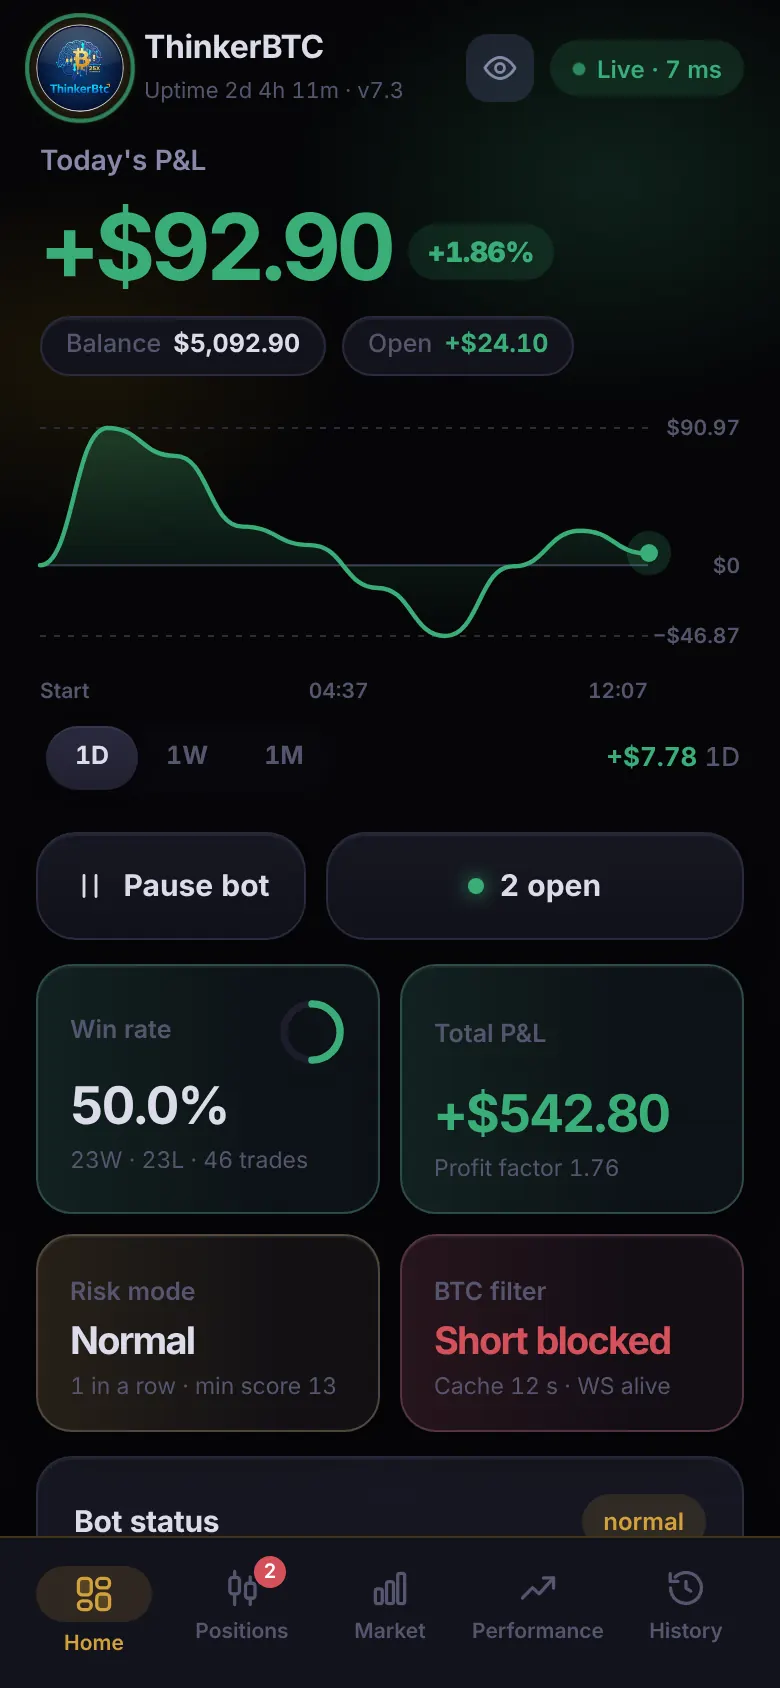 ThinkerBTC
Uptime 2d 4h 11m · v7.3
Live · 7 ms
25X
ThinkerBtc
Today's P&L
+$92.90
+1.86%
Balance $5,092.90
Open +$24.10
$90.97
$0
−$46.87
Start 04:37 12:07
1D 1W 1M
+$7.78 1D
Pause bot
2 open
Win rate
50.0%
23W · 23L · 46 trades
Total P&L
+$542.80
Profit factor 1.76
Risk mode
Normal
1 in a row · min score 13
BTC filter
Short blocked
Cache 12 s · WS alive
Bot status
normal
2
Home
Positions
Market
Performance
History